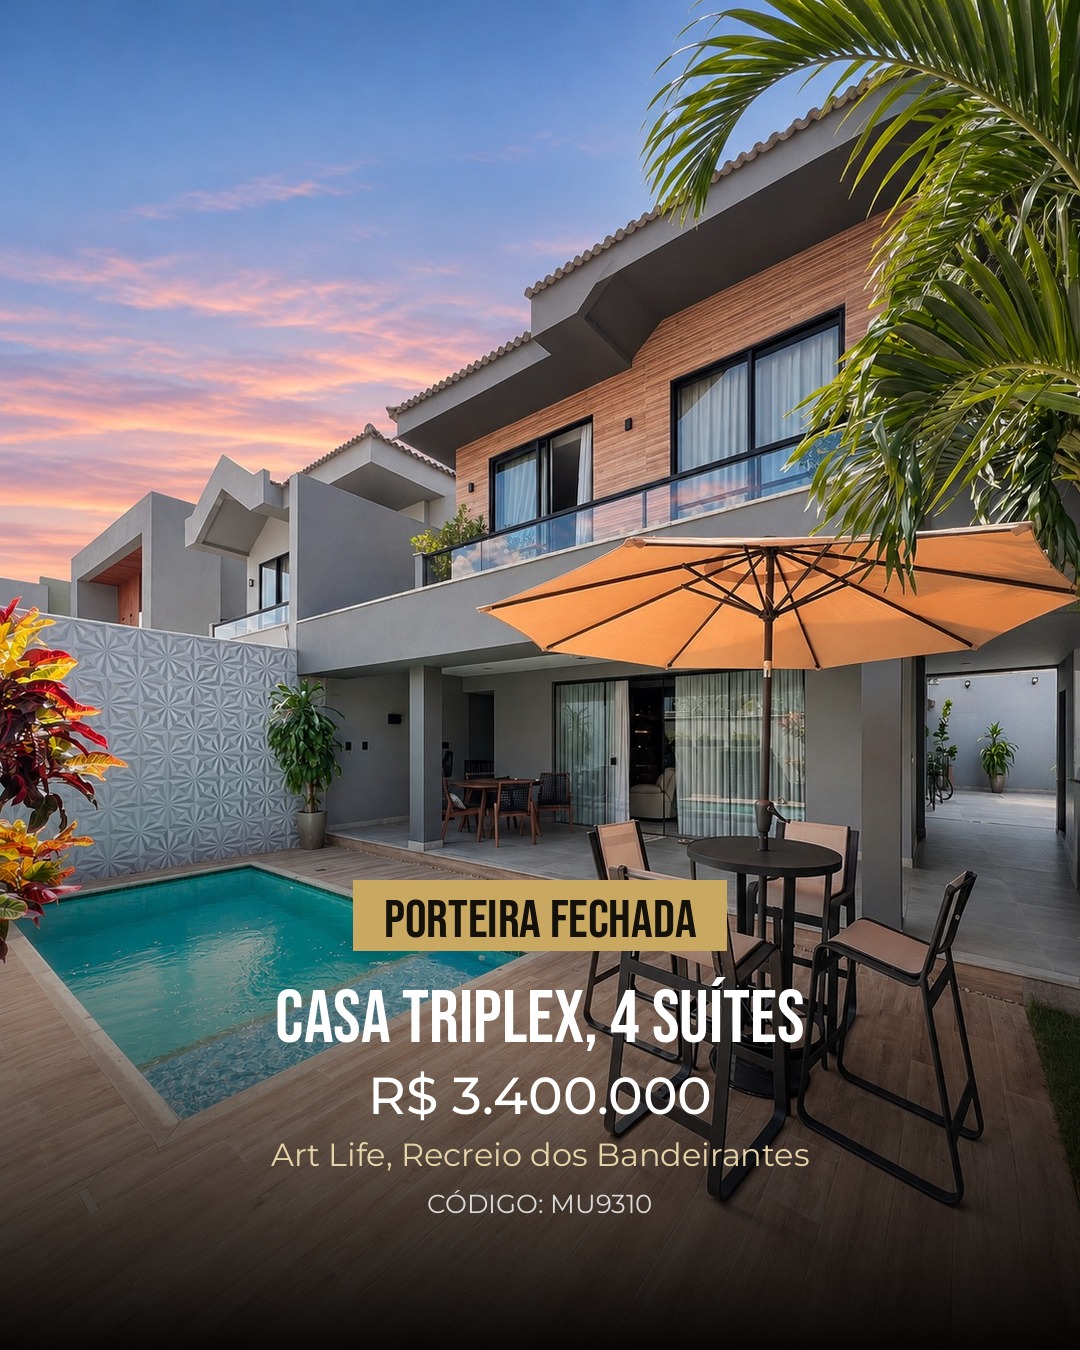 PORTEIRA FECHADA
CASA TRIPLEX, 4 SUÍTES
R$ 3.400.000
Art Life, Recreio dos Bandeirantes
CÓDIGO: MU9310